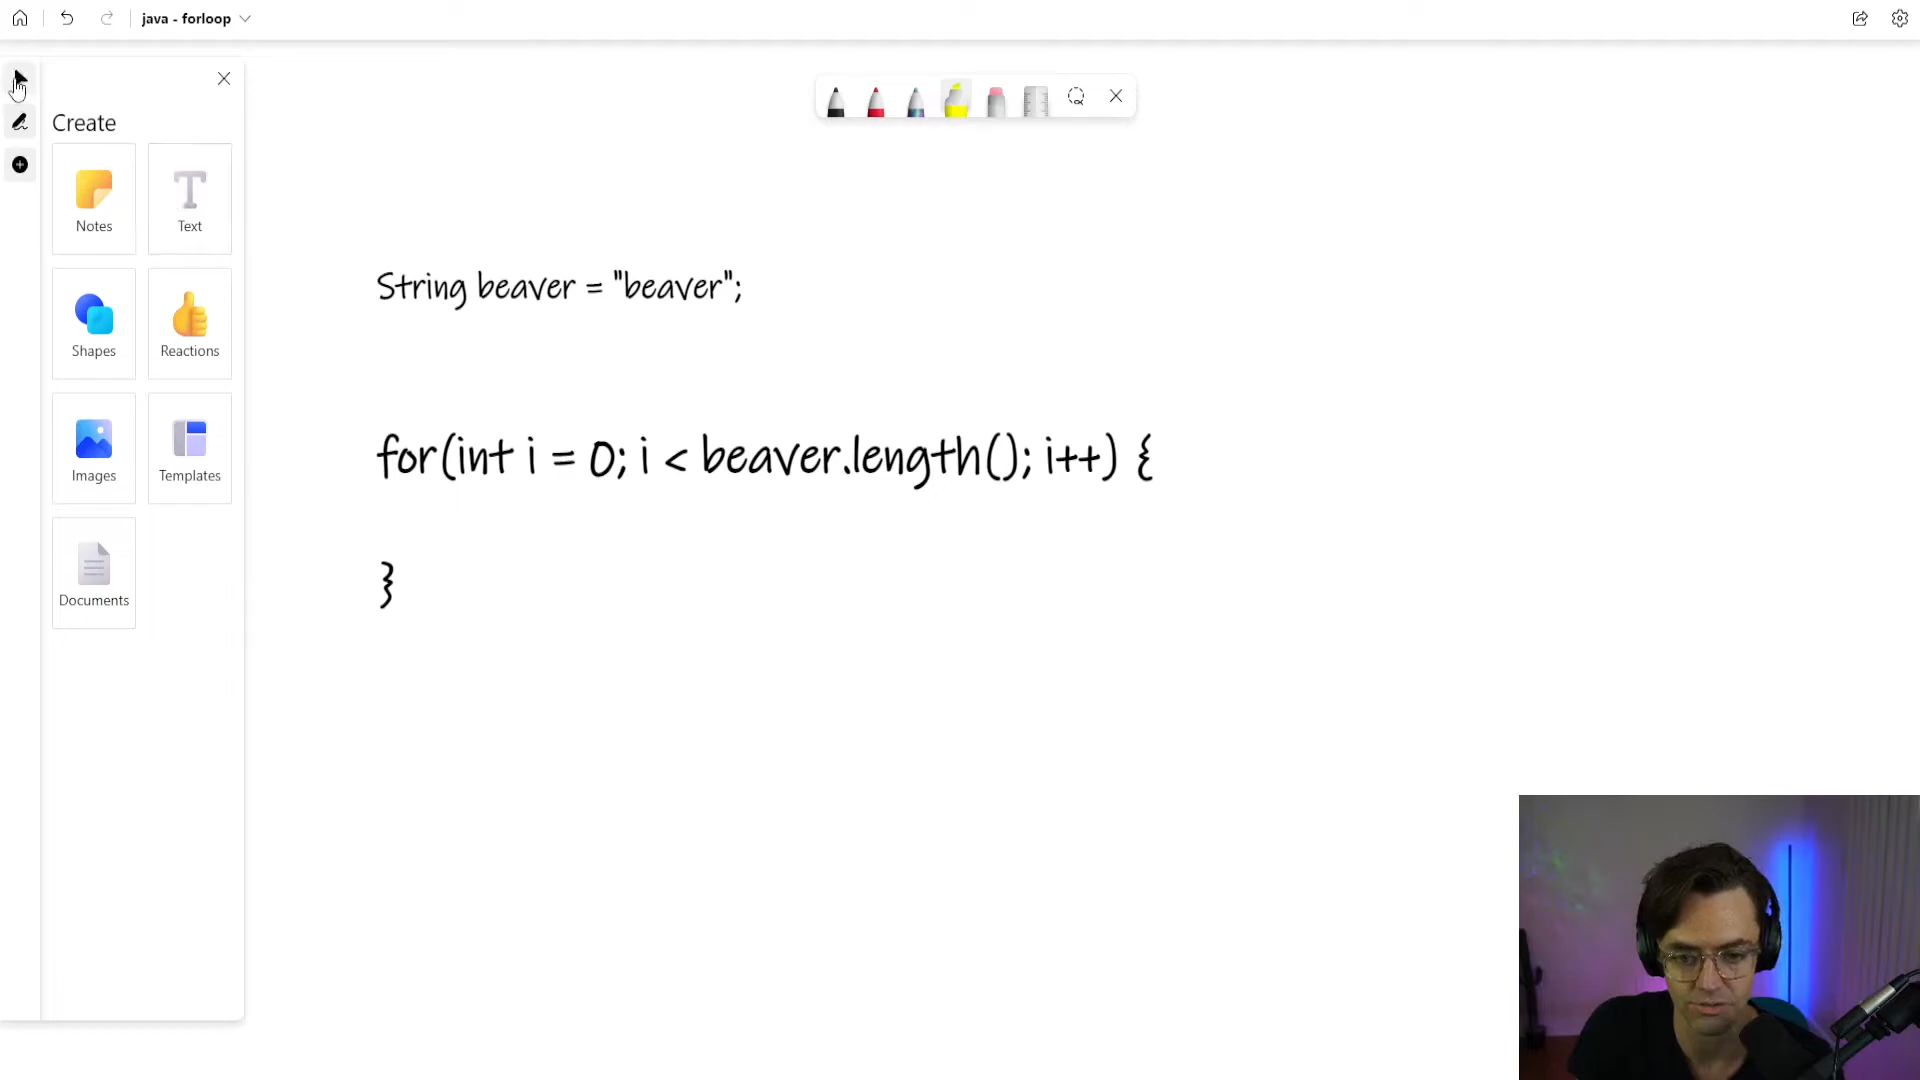 java - forloop
Create
Notes
Text
Shapes
Reactions
Images
Templates
Documents
String beaver = "beaver";
for(int i = 0; i < beaver.length(); i++) {
}